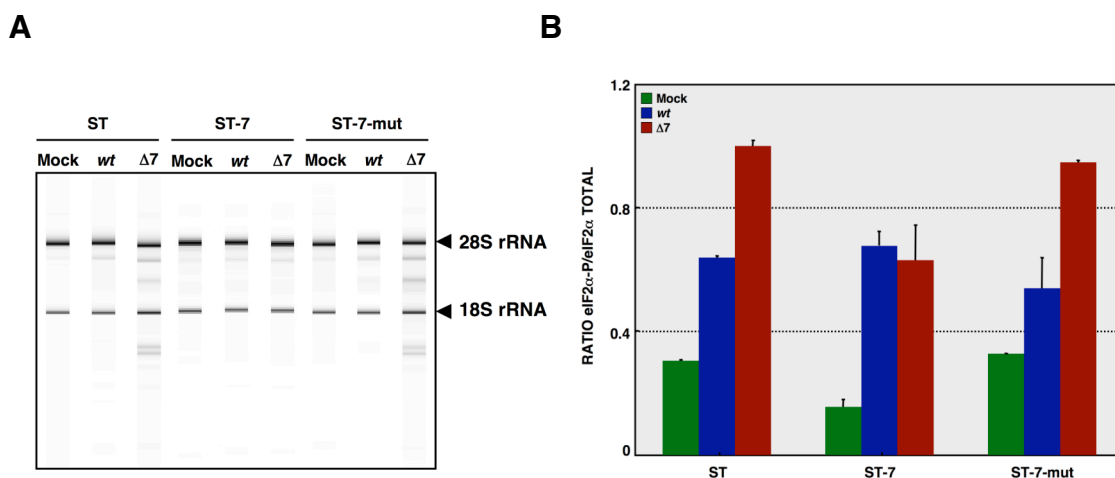 A
ST ST-7 ST-7-mut
Mock wt Δ7 Mock wt Δ7 Mock wt Δ7
28S rRNA
18S rRNA
B
RATIO eIF2α-P/eIF2α TOTAL
1.2
0.8
0.4
0
Mock
wt
Δ7
ST ST-7 ST-7-mut